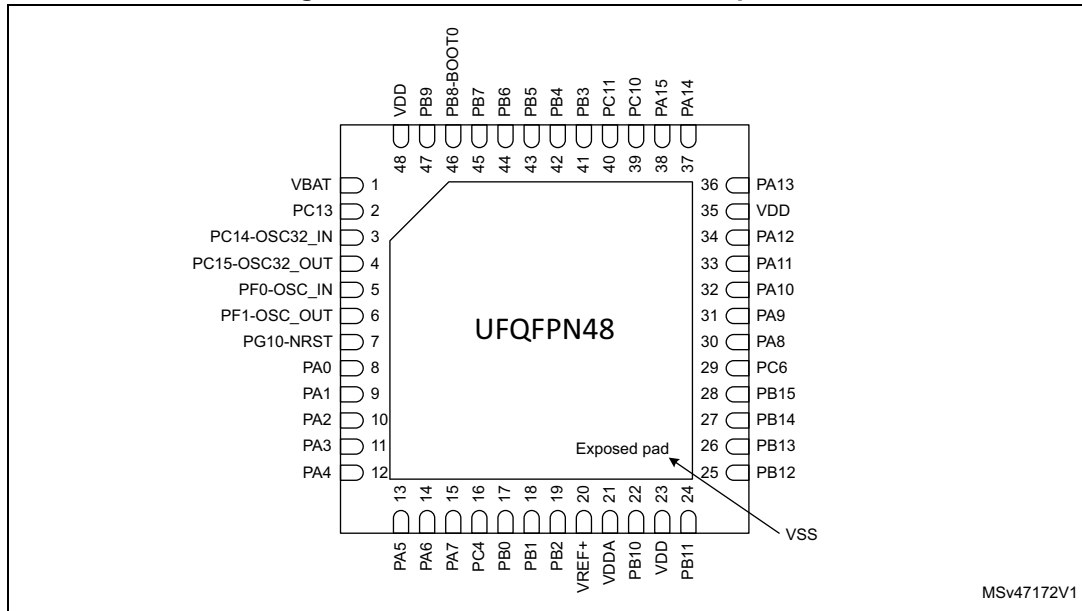 VDD
PB9
PB8-BOOT0
PB7
PB6
PB5
PB4
PB3
PC11
PC10
PA15
PA14
48
47
46
45
44
43
42
41
40
39
38
37
VBAT 1
PC13 2
PC14-OSC32_IN 3
PC15-OSC32_OUT 4
PF0-OSC_IN 5
PF1-OSC_OUT 6
PG10-NRST 7
PA0 8
PA1 9
PA2 10
PA3 11
PA4 12
36 PA13
35 VDD
34 PA12
33 PA11
32 PA10
31 PA9
30 PA8
29 PC6
28 PB15
27 PB14
26 PB13
25 PB12
UFQFPN48
Exposed pad
13
14
15
16
17
18
19
20
21
22
23
24
PA5
PA6
PA7
PC4
PB0
PB1
PB2
VREF+
VDDA
PB10
VDD
PB11
VSS
MSv47172V1